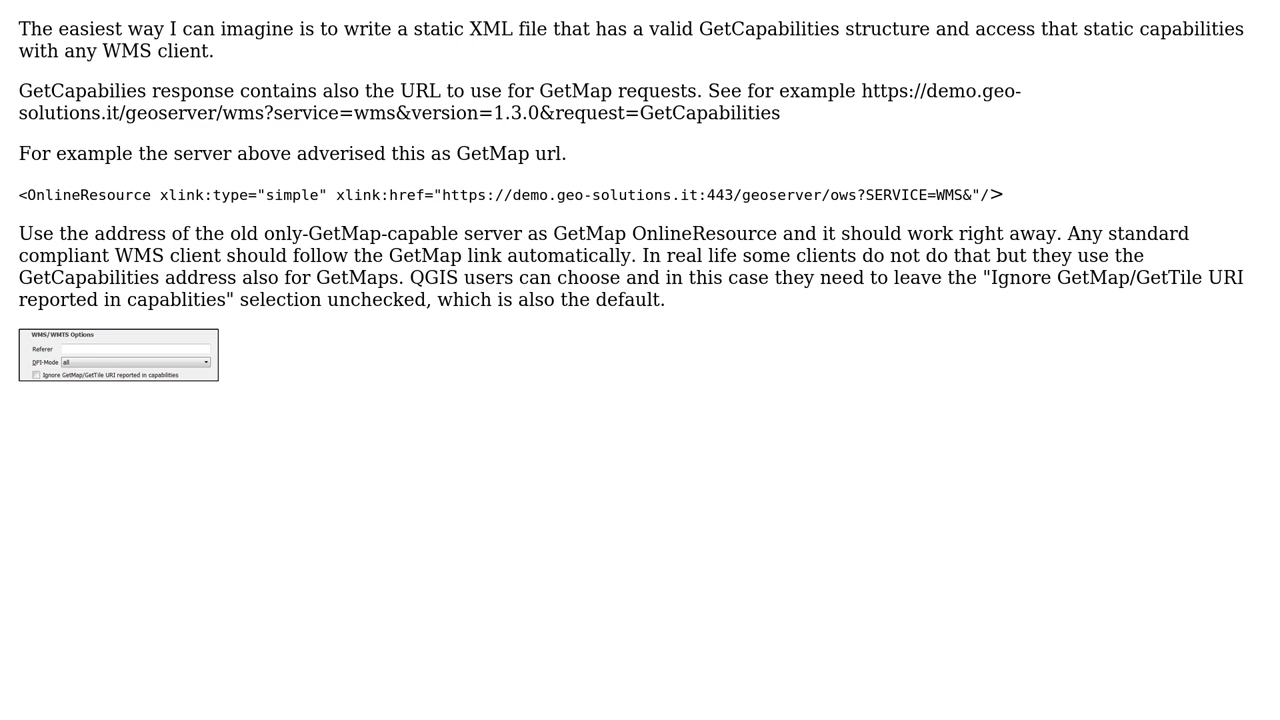 The easiest way I can imagine is to write a static XML file that has a valid GetCapabilities structure and access that static capabilities
with any WMS client.
GetCapabilies response contains also the URL to use for GetMap requests. See for example https://demo.geo-
solutions.it/geoserver/wms?service=wms&version=1.3.0&request=GetCapabilities
For example the server above adverised this as GetMap url.
<OnlineResource xlink:type="simple" xlink:href="https://demo.geo-solutions.it:443/geoserver/ows?SERVICE=WMS&"/>
Use the address of the old only-GetMap-capable server as GetMap OnlineResource and it should work right away. Any standard
compliant WMS client should follow the GetMap link automatically. In real life some clients do not do that but they use the
GetCapabilities address also for GetMaps. QGIS users can choose and in this case they need to leave the "Ignore GetMap/GetTile URI
reported in capablities" selection unchecked, which is also the default.
WMS/WMTS Options
Referer
DPI-Mode all
Ignore GetMap/GetTile URI reported in capabilities